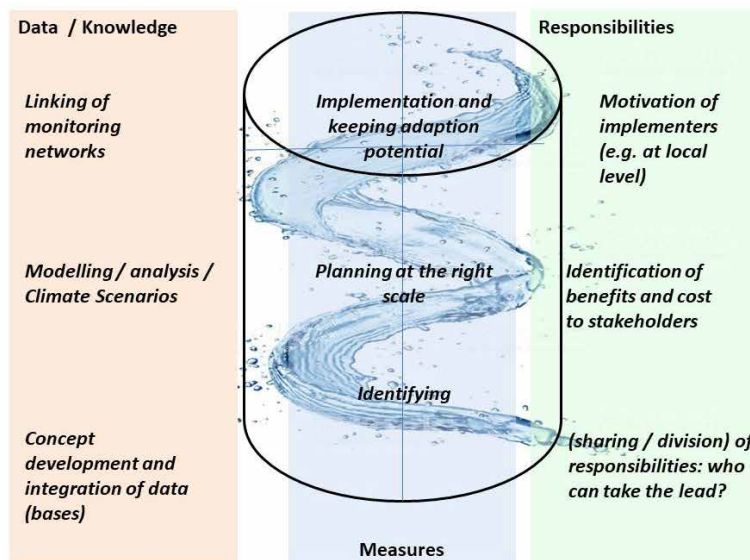 Data / Knowledge
Responsibilities
Linking of
monitoring
networks
Implementation and
keeping adaption
potential
Motivation of
implementers
(e.g. at local
level)
Modelling / analysis /
Climate Scenarios
Planning at the right
scale
Identification of
benefits and cost
to stakeholders
Identifying
Concept
development and
integration of data
(bases)
(sharing / division) of
responsibilities: who
can take the lead?
Measures